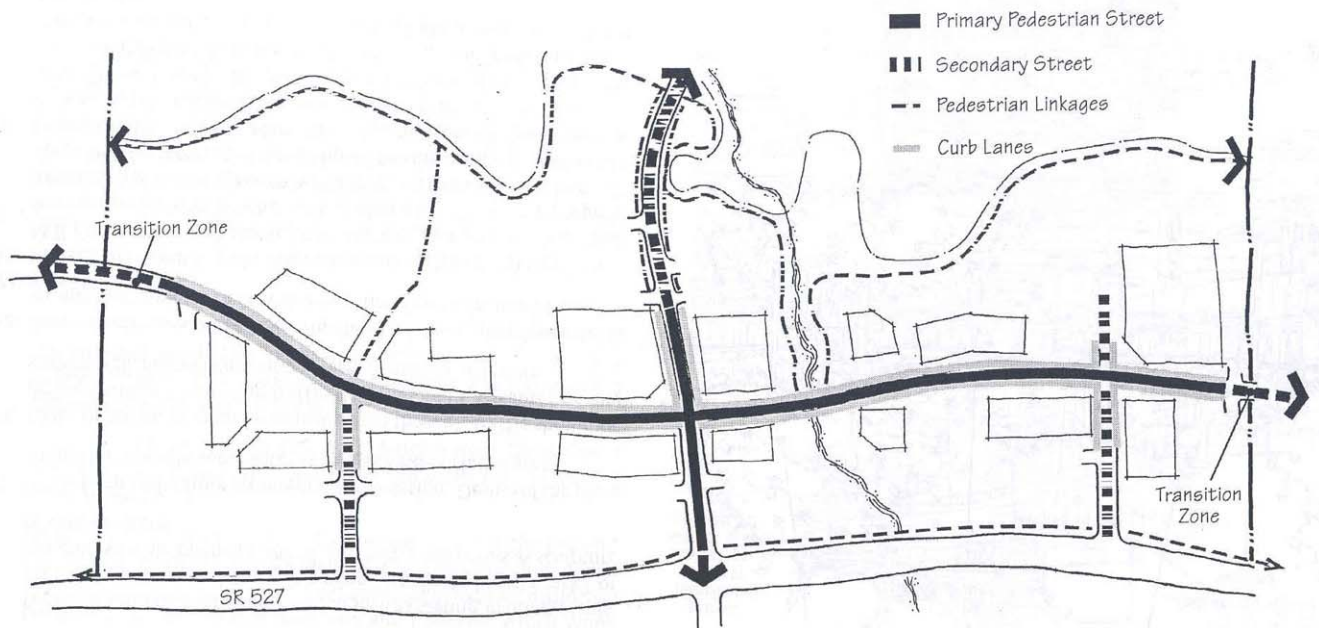 Primary Pedestrian Street
Secondary Street
Pedestrian Linkages
Curb Lanes
Transition Zone
Transition
Zone
SR 527